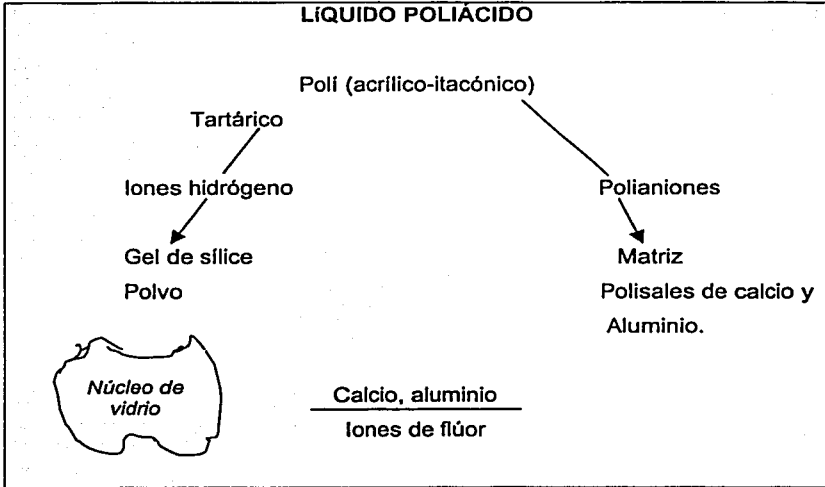 LíQUIDO POLIÁCIDO
Polí (acrílico-itacónico)
Tartárico
Iones hidrógeno
Polianiones
Gel de sílice
Matriz
Polvo
Polisales de calcio y
Aluminio.
Núcleo de
vidrio
Calcio, aluminio
Iones de flúor